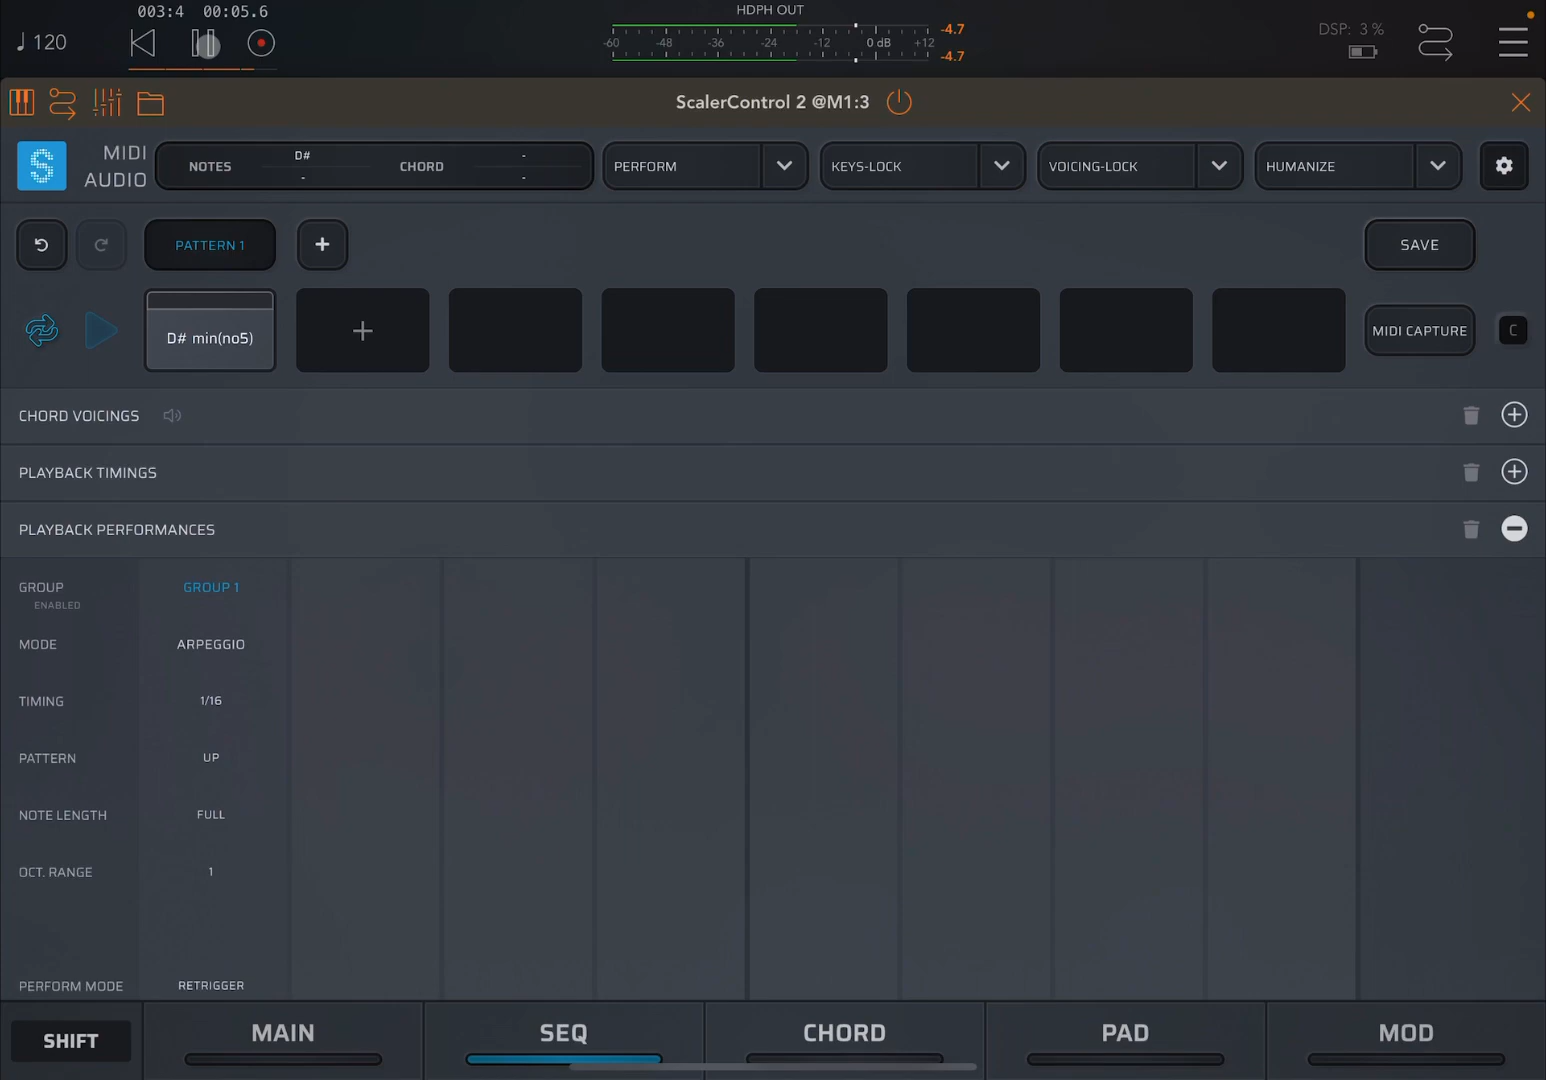 003:4 00:05.6
HDPH OUT
♩120
-60 -48 -36 -24 -12 0 dB +12
-4.7
-4.7
DSP: 3 %
ScalerControl 2 @M1:3
S
MIDI
AUDIO
NOTES D# -
CHORD - -
PERFORM
KEYS-LOCK
VOICING-LOCK
HUMANIZE
PATTERN 1
+
SAVE
D# min(no5)
+
MIDI CAPTURE
C
CHORD VOICINGS
PLAYBACK TIMINGS
PLAYBACK PERFORMANCES
GROUP GROUP 1
ENABLED
MODE ARPEGGIO
TIMING 1/16
PATTERN UP
NOTE LENGTH FULL
OCT. RANGE 1
PERFORM MODE RETRIGGER
SHIFT MAIN SEQ CHORD PAD MOD